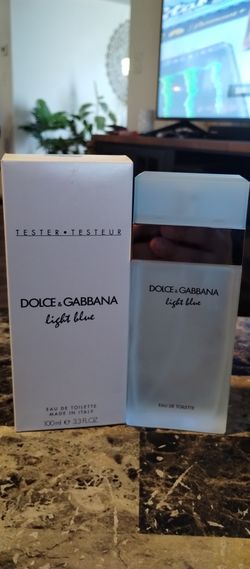 TESTER • TESTEUR
DOLCE & GABBANA
light blue
EAU DE TOILETTE
MADE IN ITALY
100ml e 3.3 FL.OZ.
DOLCE & GABBANA
light blue
EAU DE TOILETTE